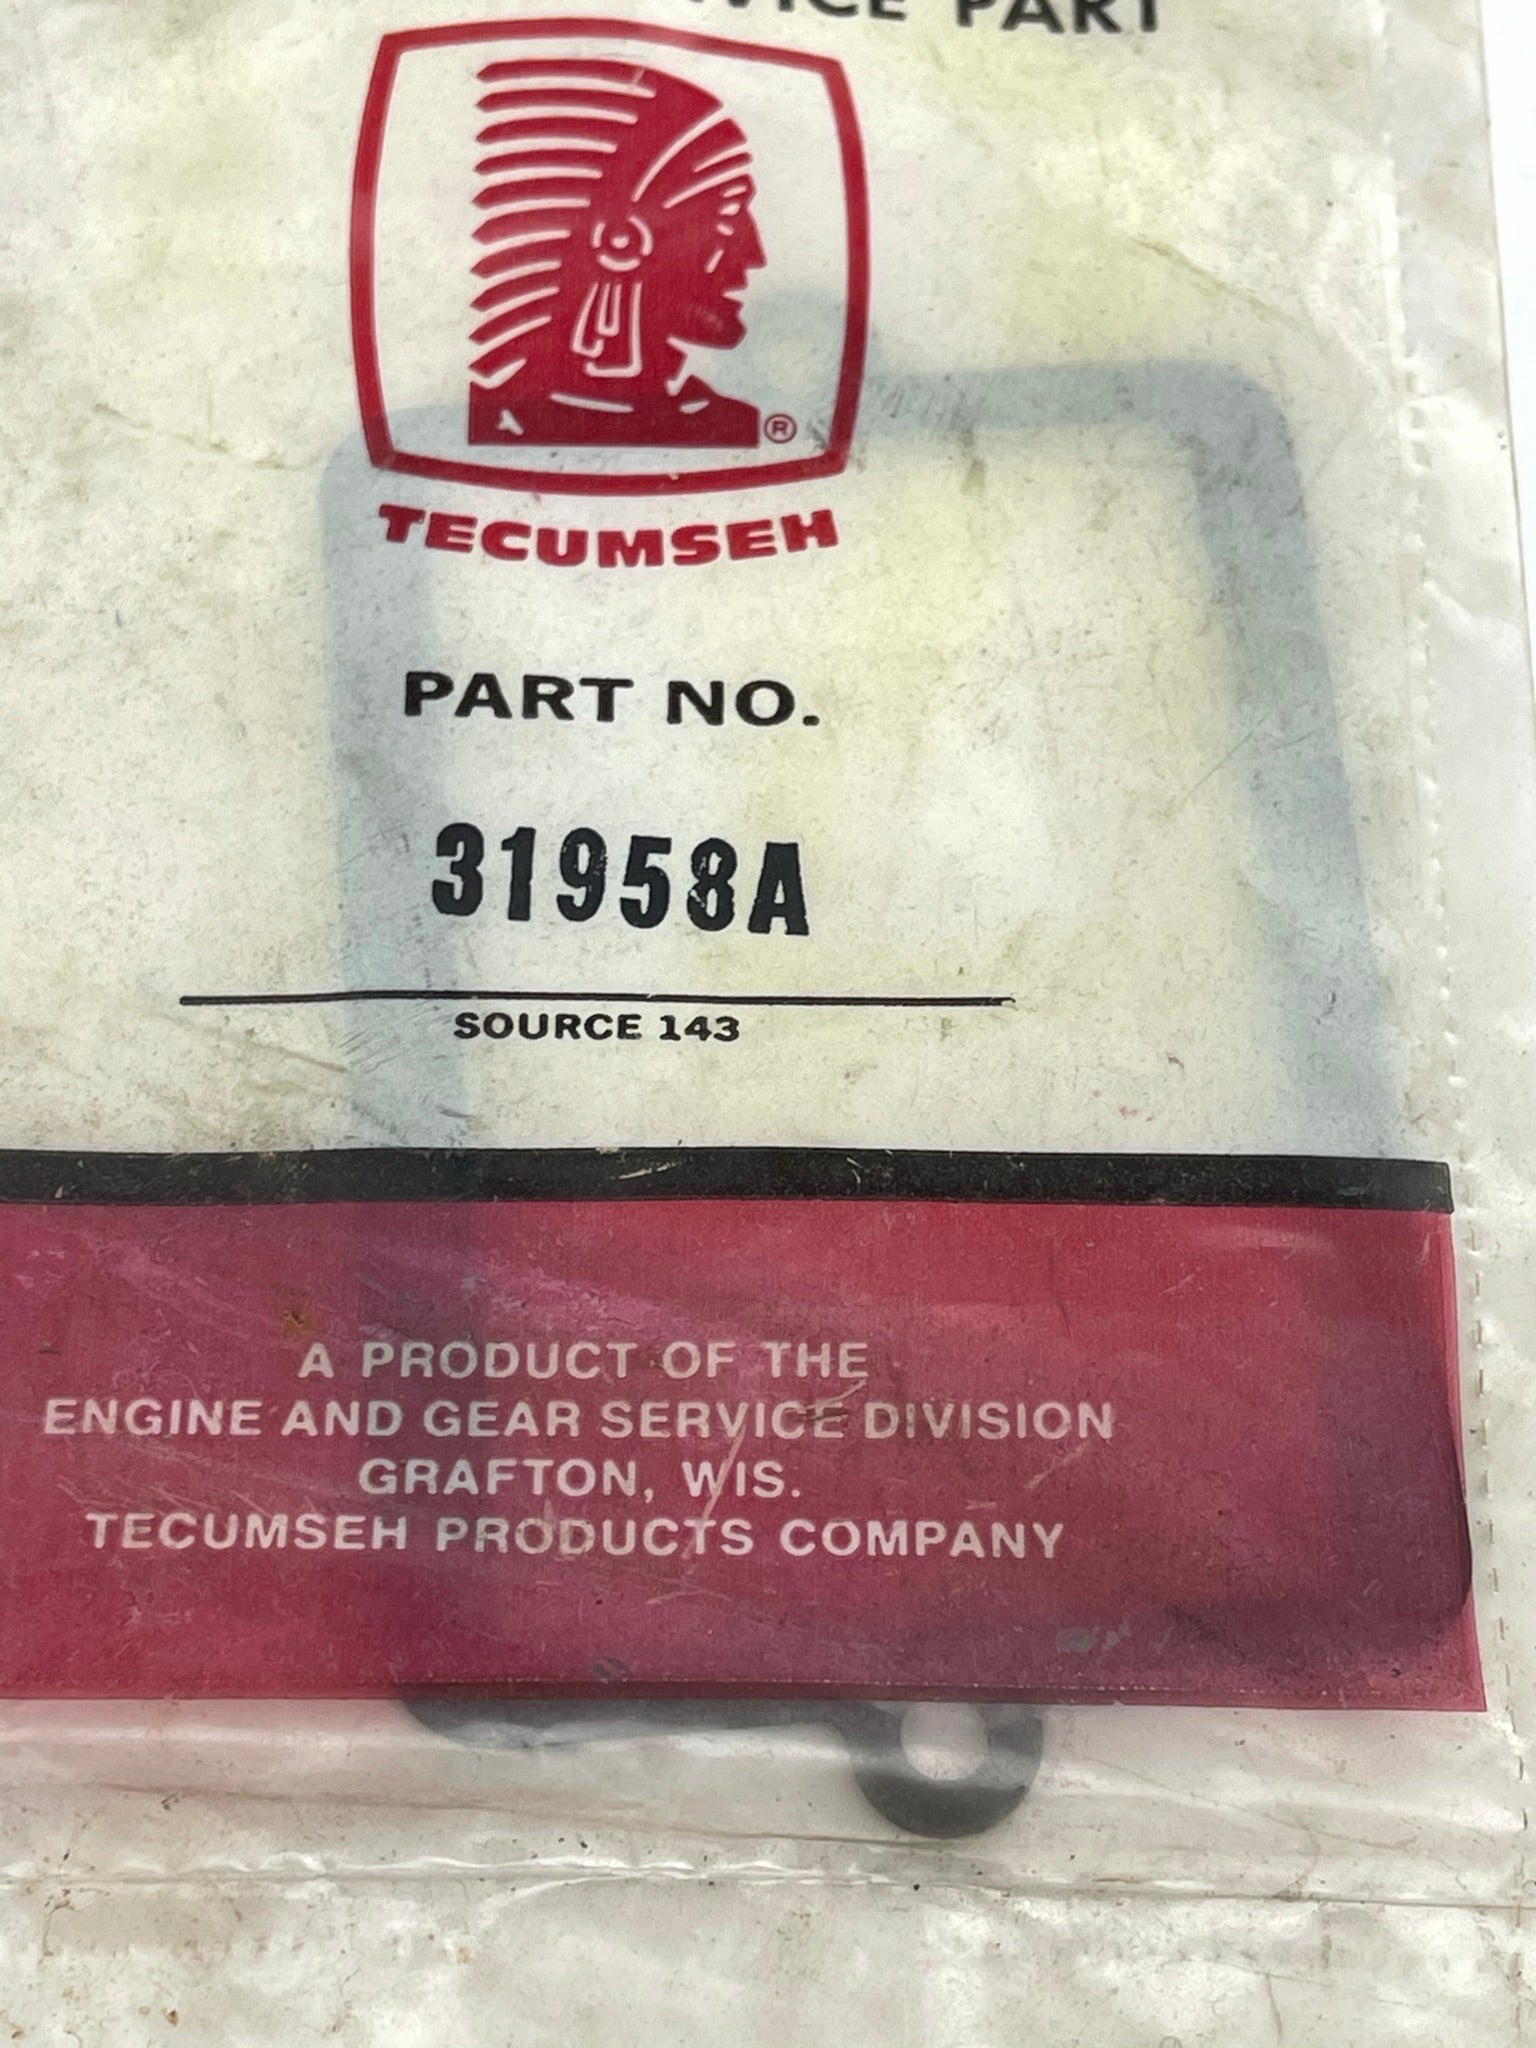 PART
®
TECUMSEH
PART NO.
31958A
SOURCE 143
A PRODUCT OF THE
ENGINE AND GEAR SERVICE DIVISION
GRAFTON, WIS.
TECUMSEH PRODUCTS COMPANY